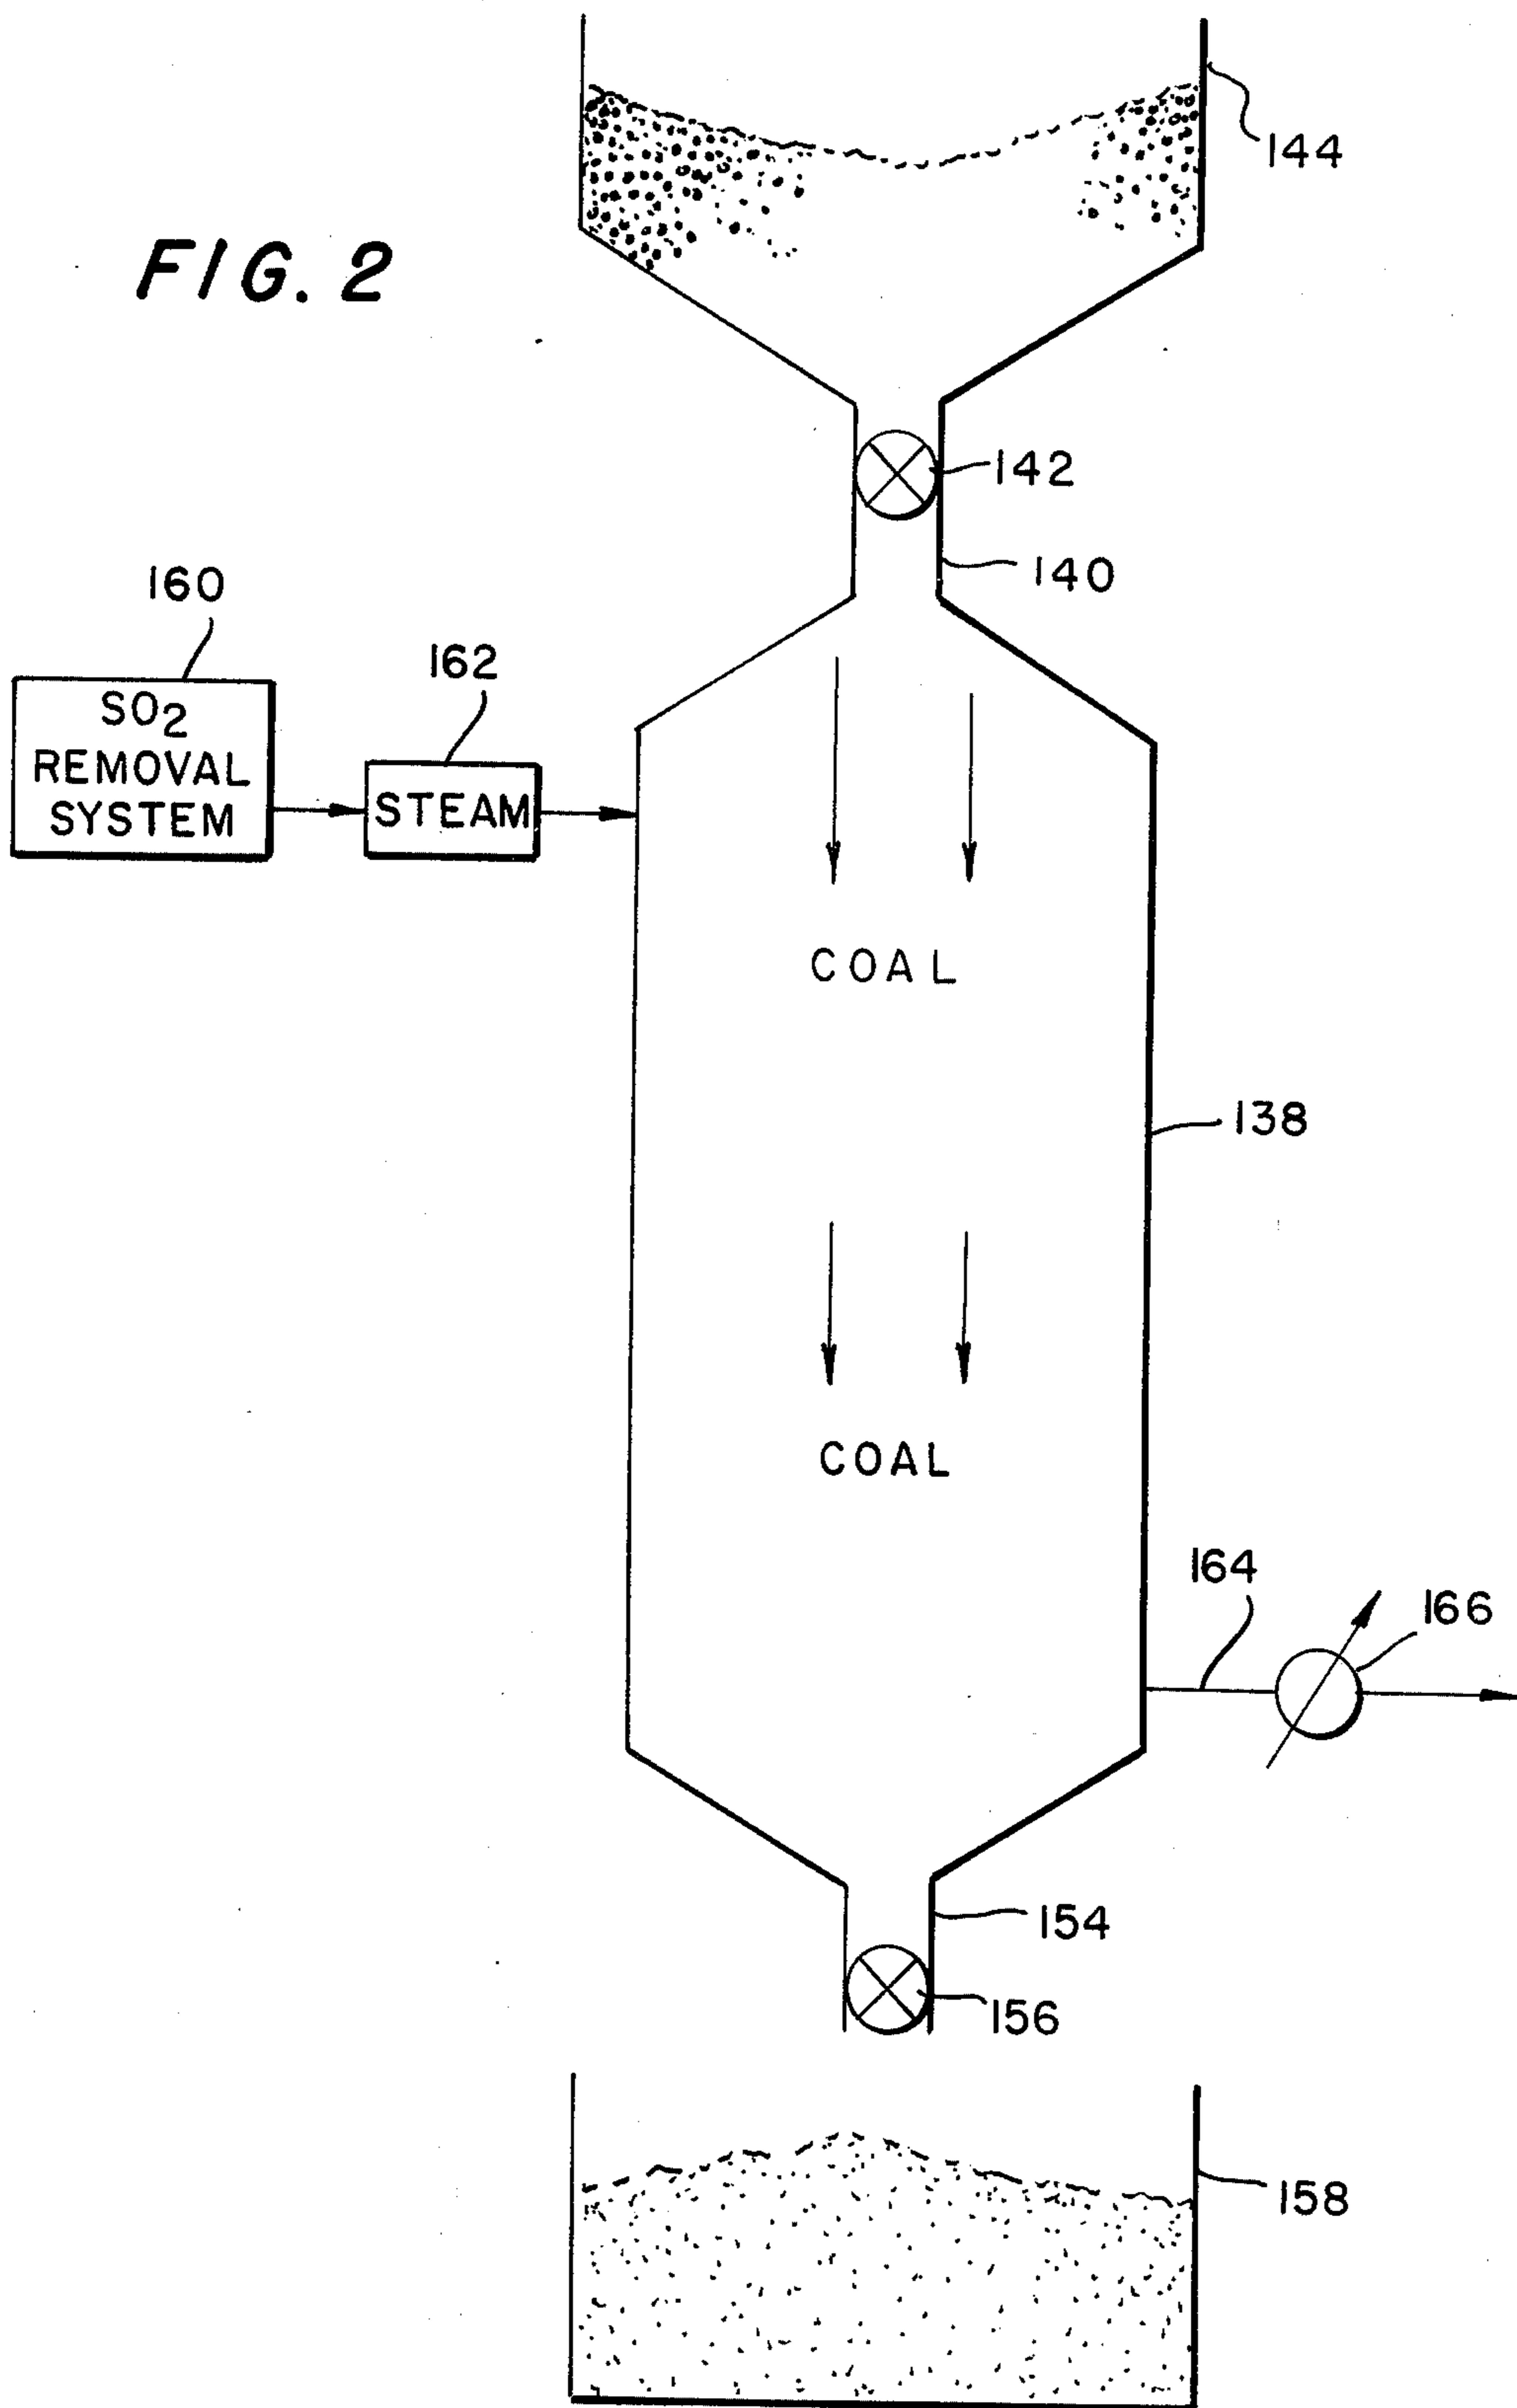 144
FIG. 2
142
140
160
162
SO2
REMOVAL
SYSTEM
STEAM
COAL
138
COAL
164
166
154
156
158